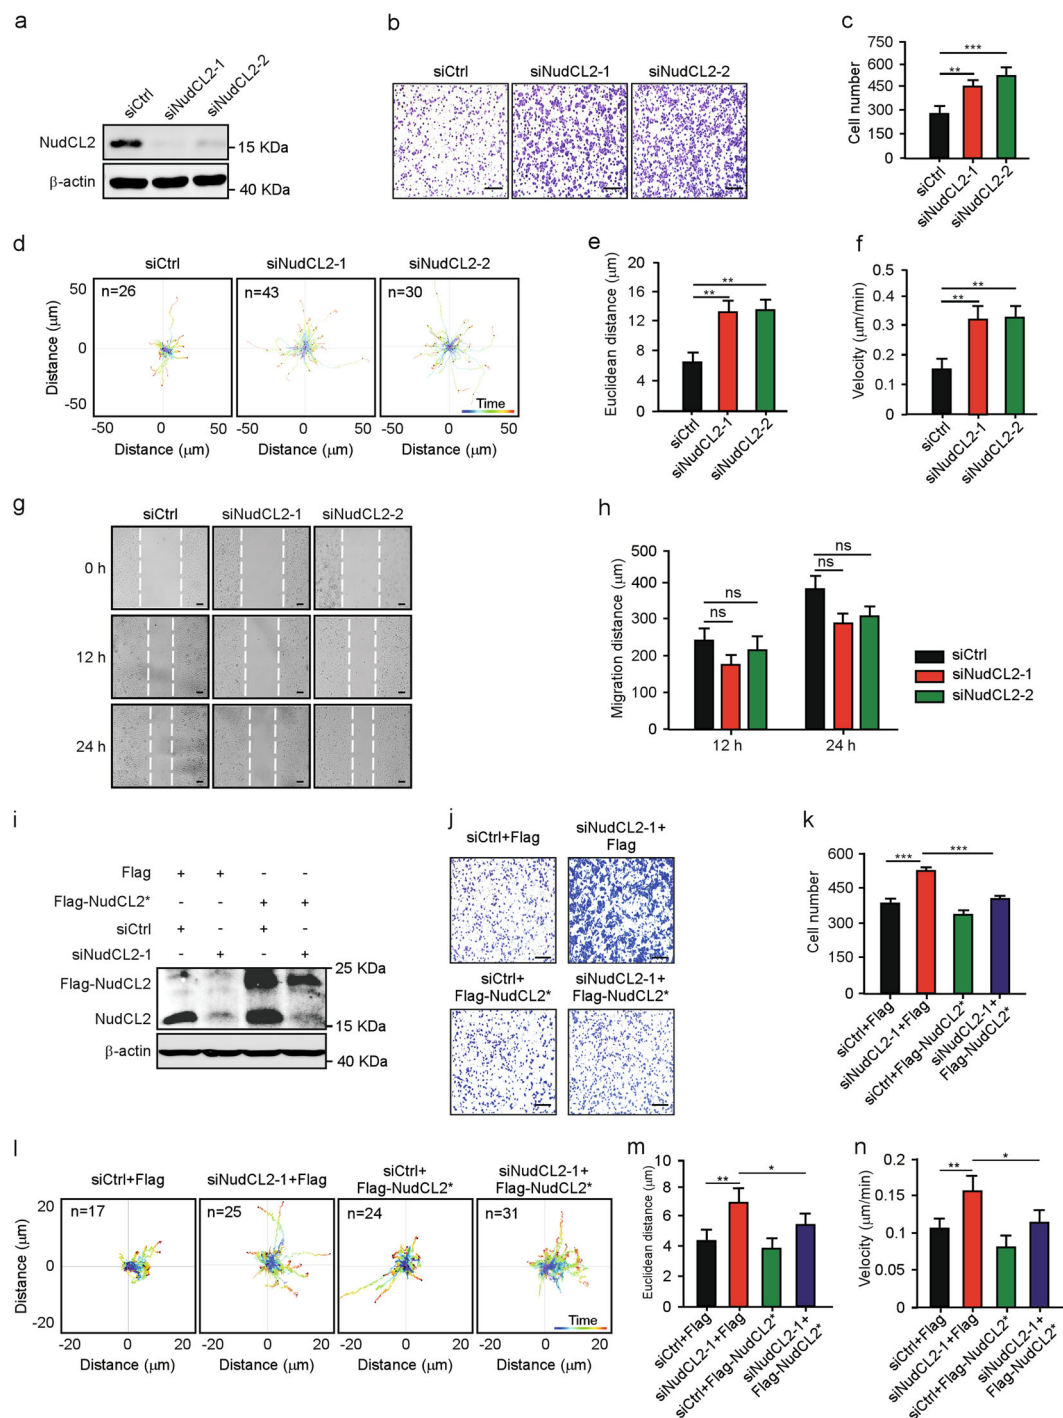 a
siCtrl
siNudCL2-1
siNudCL2-2
NudCL2
15 KDa
β-actin
40 KDa
b
siCtrl
siNudCL2-1
siNudCL2-2
c
Cell number
750
600
450
300
150
0
**
***
siCtrl
siNudCL2-1
siNudCL2-2
d
siCtrl
siNudCL2-1
siNudCL2-2
n=26
n=43
n=30
Distance (μm)
50
0
-50
Time
-50 0 50
-50 0 50
-50 0 50
Distance (μm)
Distance (μm)
Distance (μm)
e
Euclidean distance (μm)
20
16
12
8
4
0
**
**
siCtrl
siNudCL2-1
siNudCL2-2
f
Velocity (μm/min)
0.5
0.4
0.3
0.2
0.1
0
**
**
siCtrl
siNudCL2-1
siNudCL2-2
g
siCtrl
siNudCL2-1
siNudCL2-2
0 h
12 h
24 h
h
Migration distance (μm)
500
400
300
200
100
0
ns
ns
ns
ns
12 h
24 h
siCtrl
siNudCL2-1
siNudCL2-2
i
Flag + + - -
Flag-NudCL2* - - + +
siCtrl + - + -
siNudCL2-1 - + - +
Flag-NudCL2
25 KDa
NudCL2
15 KDa
β-actin
40 KDa
j
siCtrl+Flag
siNudCL2-1+
Flag
siCtrl+
Flag-NudCL2*
siNudCL2-1+
Flag-NudCL2*
k
Cell number
600
450
300
150
0
***
***
siCtrl+Flag
siNudCL2-1+Flag
siCtrl+Flag-NudCL2*
siNudCL2-1+
Flag-NudCL2*
l
siCtrl+Flag
siNudCL2-1+Flag
siCtrl+
Flag-NudCL2*
siNudCL2-1+
Flag-NudCL2*
n=17
n=25
n=24
n=31
Distance (μm)
20
0
-20
Time
-20 0 20
-20 0 20
-20 0 20
-20 0 20
Distance (μm)
Distance (μm)
Distance (μm)
Distance (μm)
m
Euclidean distance (μm)
10
8
6
4
2
0
**
*
siCtrl+Flag
siNudCL2-1+Flag
siCtrl+Flag-NudCL2*
siNudCL2-1+
Flag-NudCL2*
n
Velocity (μm/min)
0.2
0.15
0.1
0.05
0
**
*
siCtrl+Flag
siNudCL2-1+Flag
siCtrl+Flag-NudCL2*
siNudCL2-1+
Flag-NudCL2*